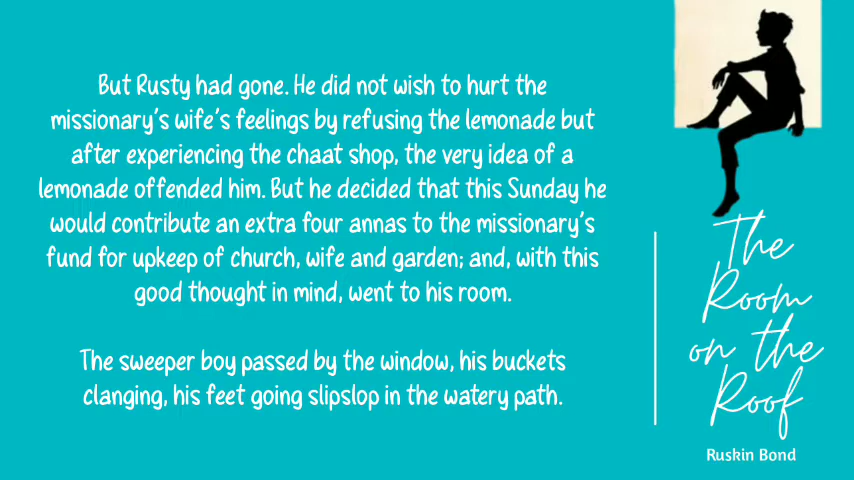 But Rusty had gone. He did not wish to hurt the
missionary's wife's feelings by refusing the lemonade but
after experiencing the chaat shop, the very idea of a
lemonade offended him. But he decided that this Sunday he
would contribute an extra four annas to the missionary's
fund for upkeep of church, wife and garden; and, with this
good thought in mind, went to his room.
The sweeper boy passed by the window, his buckets
clanging, his feet going slipslop in the watery path.
The
Room
on the
Roof
Ruskin Bond